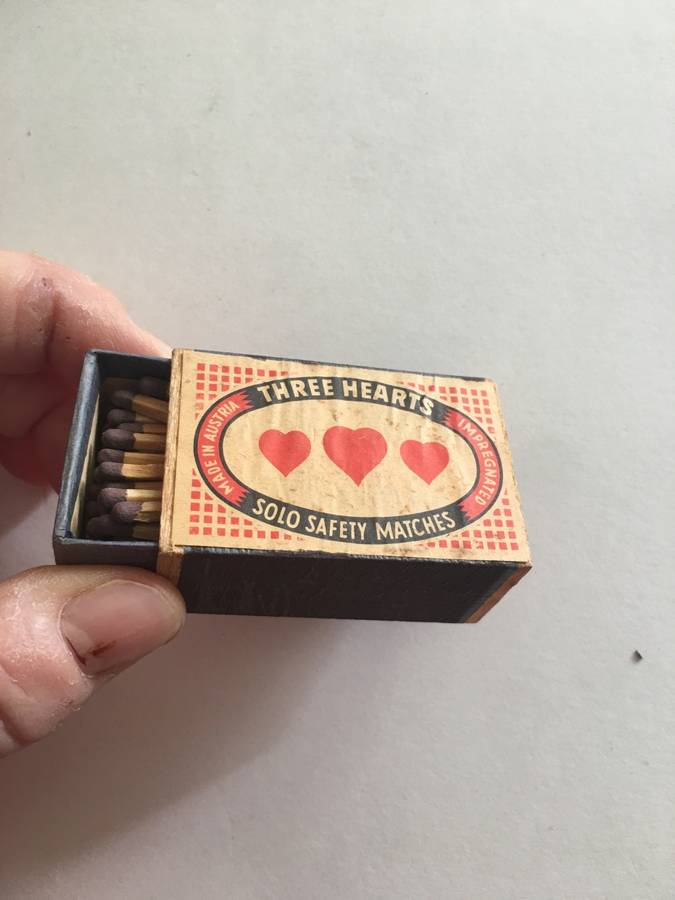 THREE HEARTS
MADE IN AUSTRIA
IMPREGNATED
SOLO SAFETY MATCHES